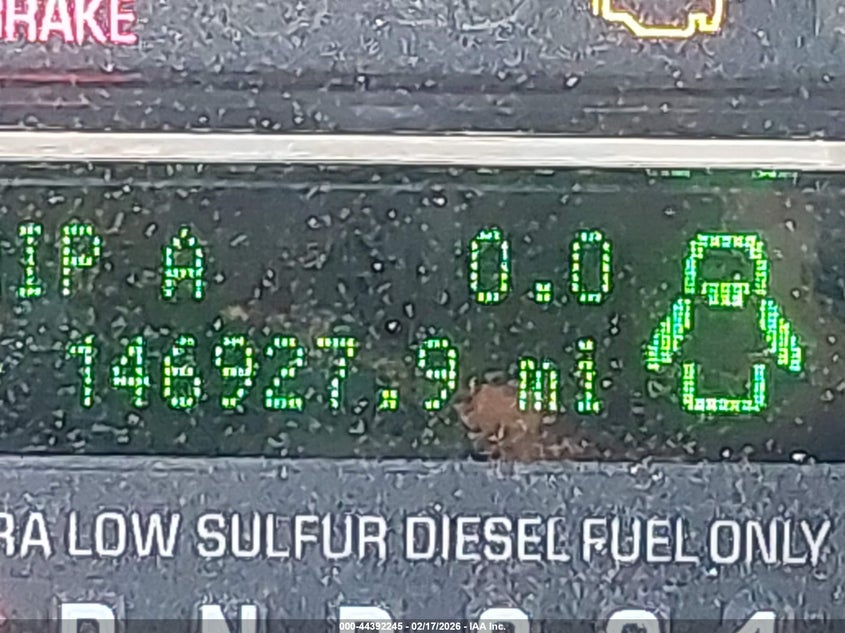 BRAKE
IP A 0.0
146927.9 mi
RA LOW SULFUR DIESEL FUEL ONLY
000-44392245 - 02/17/2026 - IAA Inc.